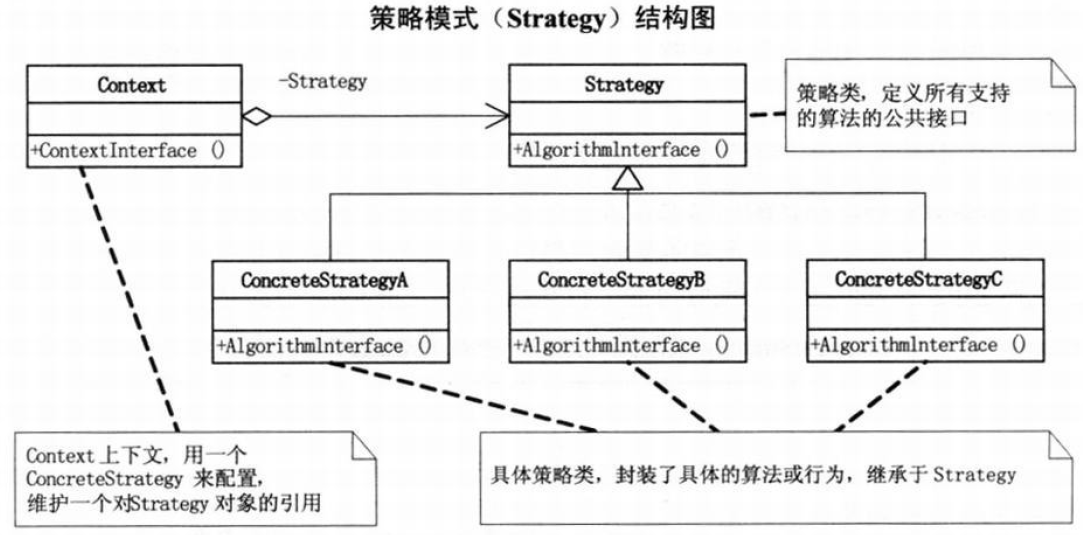 策略模式（Strategy）结构图
Context
-Strategy
Strategy
策略类，定义所有支持
的算法的公共接口
+ContextInterface ()
+AlgorithmInterface ()
ConcreteStrategyA
ConcreteStrategyB
ConcreteStrategyC
+AlgorithmInterface ()
+AlgorithmInterface ()
+AlgorithmInterface ()
Context 上下文，用一个
ConcreteStrategy 来配置，
维护一个对Strategy 对象的引用
具体策略类，封装了具体的算法或行为，继承于 Strategy